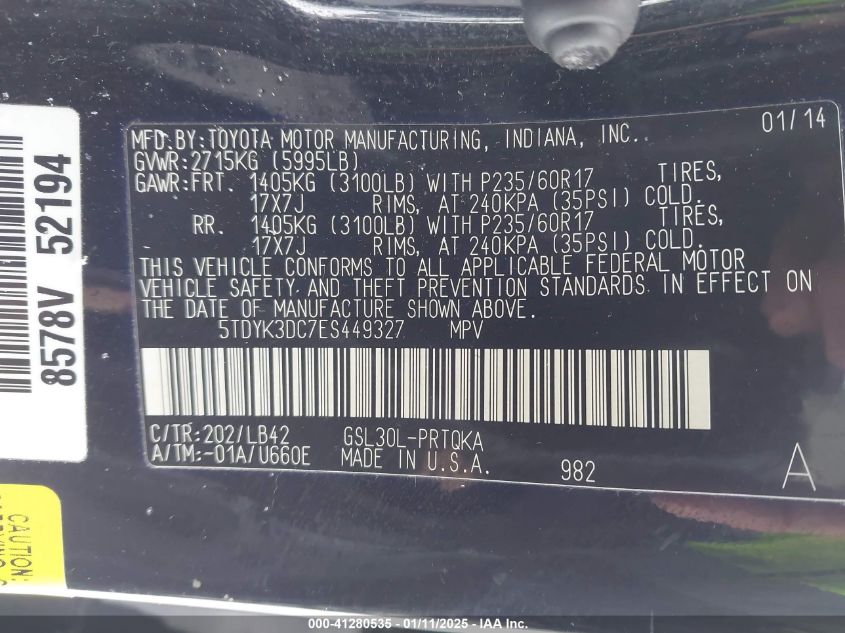 MFD.BY:TOYOTA MOTOR MANUFACTURING, INDIANA, INC. 01/14
GVWR:2715KG (5995LB)
GAWR:FRT. 1405KG (3100LB) WITH P235/60R17 TIRES,
17X7J RIMS, AT 240KPA (35PSI) COLD.
RR. 1405KG (3100LB) WITH P235/60R17 TIRES,
17X7J RIMS, AT 240KPA (35PSI) COLD.
THIS VEHICLE CONFORMS TO ALL APPLICABLE FEDERAL MOTOR
VEHICLE SAFETY AND THEFT PREVENTION STANDARDS IN EFFECT ON
THE DATE OF MANUFACTURE SHOWN ABOVE.
5TDYK3DC7ES449327 MPV
C/TR:202/LB42 GSL30L-PRTQKA
A/TM:-01A/U660E MADE IN U.S.A. 982 A
8578V 52194
CAUTION:
000-41280535 - 01/11/2025 - IAA Inc.